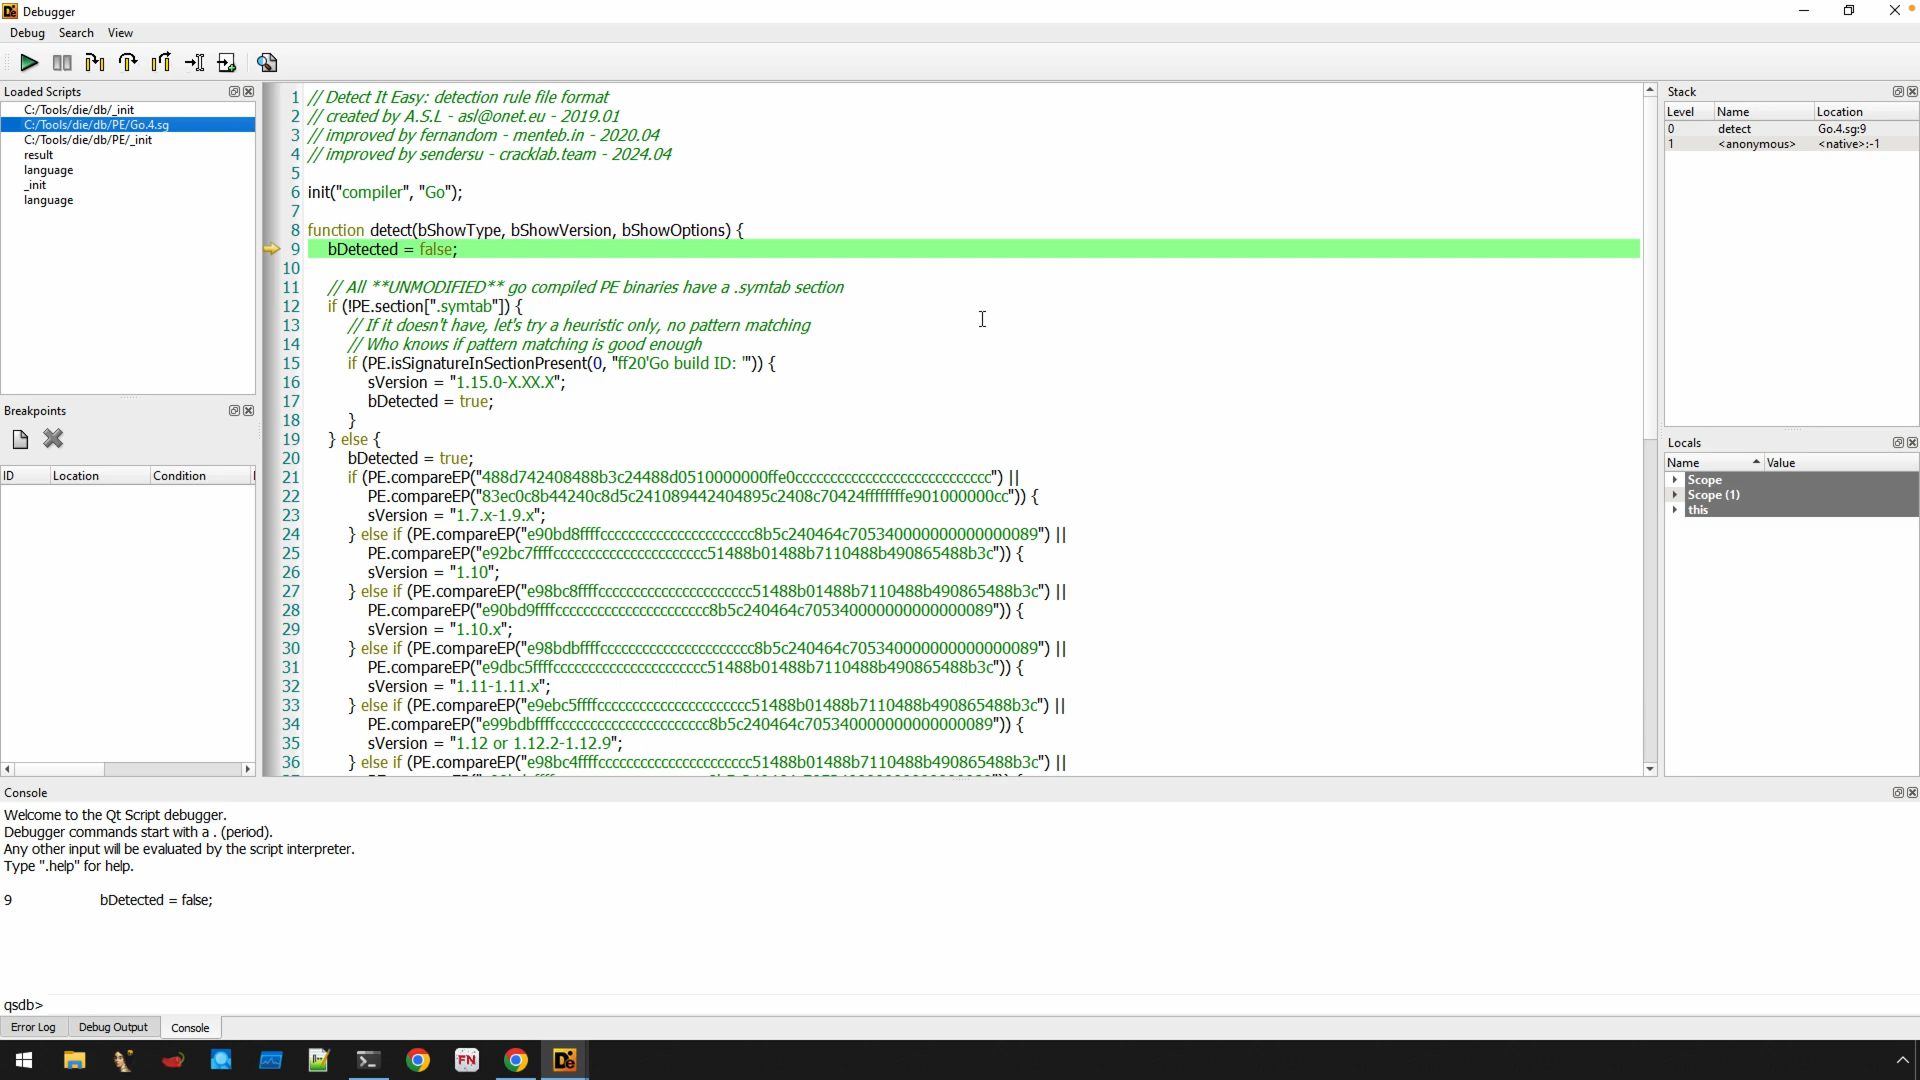 Debugger
Debug Search View
Loaded Scripts
C:/Tools/die/db/_init
C:/Tools/die/db/PE/Go.4.sg
C:/Tools/die/db/PE/_init
result
language
_init
language
Breakpoints
ID Location Condition
1 // Detect It Easy: detection rule file format
2 // created by A.S.L - asl@onet.eu - 2019.01
3 // improved by fernandom - menteb.in - 2020.04
4 // improved by sendersu - cracklab.team - 2024.04
5
6 init("compiler", "Go");
7
8 function detect(bShowType, bShowVersion, bShowOptions) {
9 bDetected = false;
10
11 // All **UNMODIFIED** go compiled PE binaries have a .symtab section
12 if (!PE.section[".symtab"]) {
13 // If it doesn't have, let's try a heuristic only, no pattern matching
14 // Who knows if pattern matching is good enough
15 if (PE.isSignatureInSectionPresent(0, "ff20'Go build ID: '")) {
16 sVersion = "1.15.0-X.XX.X";
17 bDetected = true;
18 }
19 } else {
20 bDetected = true;
21 if (PE.compareEP("488d742408488b3c24488d0510000000ffe0cccccccccccccccccccccccccccc") ||
22 PE.compareEP("83ec0c8b44240c8d5c241089442404895c2408c70424ffffffffe901000000cc")) {
23 sVersion = "1.7.x-1.9.x";
24 } else if (PE.compareEP("e90bd8ffffcccccccccccccccccccccc8b5c240464c705340000000000000089") ||
25 PE.compareEP("e92bc7ffffcccccccccccccccccccccc51488b01488b7110488b490865488b3c")) {
26 sVersion = "1.10";
27 } else if (PE.compareEP("e98bc8ffffcccccccccccccccccccccc51488b01488b7110488b490865488b3c") ||
28 PE.compareEP("e90bd9ffffcccccccccccccccccccccc8b5c240464c705340000000000000089")) {
29 sVersion = "1.10.x";
30 } else if (PE.compareEP("e98bdbffffcccccccccccccccccccccc8b5c240464c705340000000000000089") ||
31 PE.compareEP("e9dbc5ffffcccccccccccccccccccccc51488b01488b7110488b490865488b3c")) {
32 sVersion = "1.11-1.11.x";
33 } else if (PE.compareEP("e9ebc5ffffcccccccccccccccccccccc51488b01488b7110488b490865488b3c") ||
34 PE.compareEP("e99bdbffffcccccccccccccccccccccc8b5c240464c705340000000000000089")) {
35 sVersion = "1.12 or 1.12.2-1.12.9";
36 } else if (PE.compareEP("e98bc4ffffcccccccccccccccccccccc51488b01488b7110488b490865488b3c") ||
Stack
Level Name Location
0 detect Go.4.sg:9
1 <anonymous> <native>:-1
Locals
Name Value
Scope
Scope (1)
this
Console
Welcome to the Qt Script debugger.
Debugger commands start with a . (period).
Any other input will be evaluated by the script interpreter.
Type ".help" for help.
9 bDetected = false;
qsdb>
Error Log Debug Output Console
FN